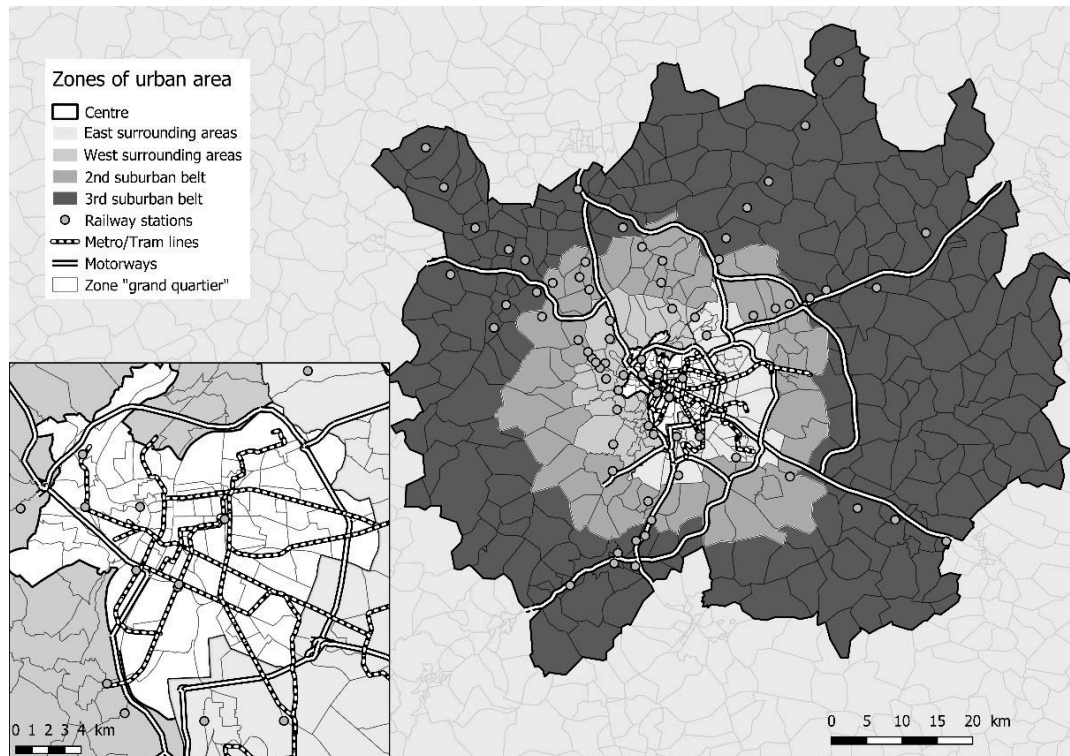 Zones of urban area
Centre
East surrounding areas
West surrounding areas
2nd suburban belt
3rd suburban belt
Railway stations
Metro/Tram lines
Motorways
Zone "grand quartier"
0 1 2 3 4 km
0 5 10 15 20 km